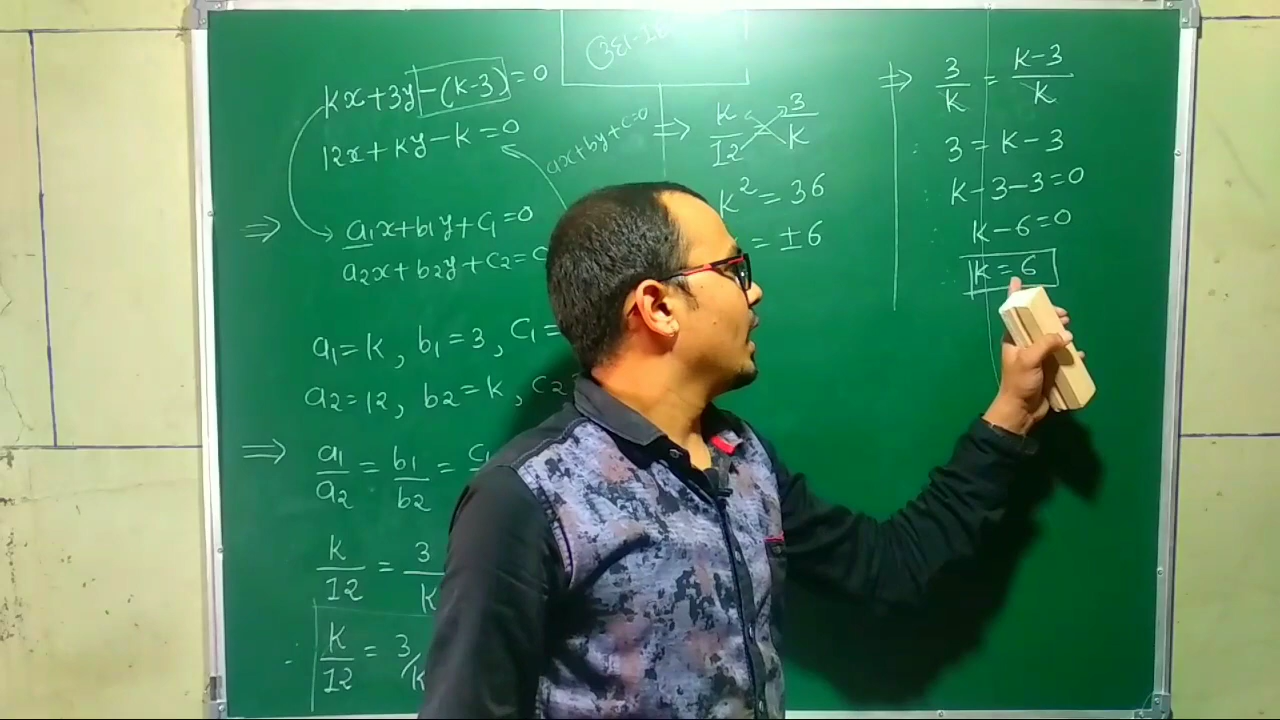 kx+3y-(k-3)=0
12x+ky-k=0
ax+by+c=0
⇒ a₁x+b₁y+c₁=0
a₂x+b₂y+c₂=0
a₁=k, b₁=3, c₁=
a₂=12, b₂=k, c₂
⇒ a₁/a₂ = b₁/b₂ =
k/12 = 3/k
∴ k/12 = 3/k
⇒ k/12 = 3/k
k²=36
=±6
⇒ 3/k = k-3/k
3=k-3
k-3-3=0
k-6=0
k=6